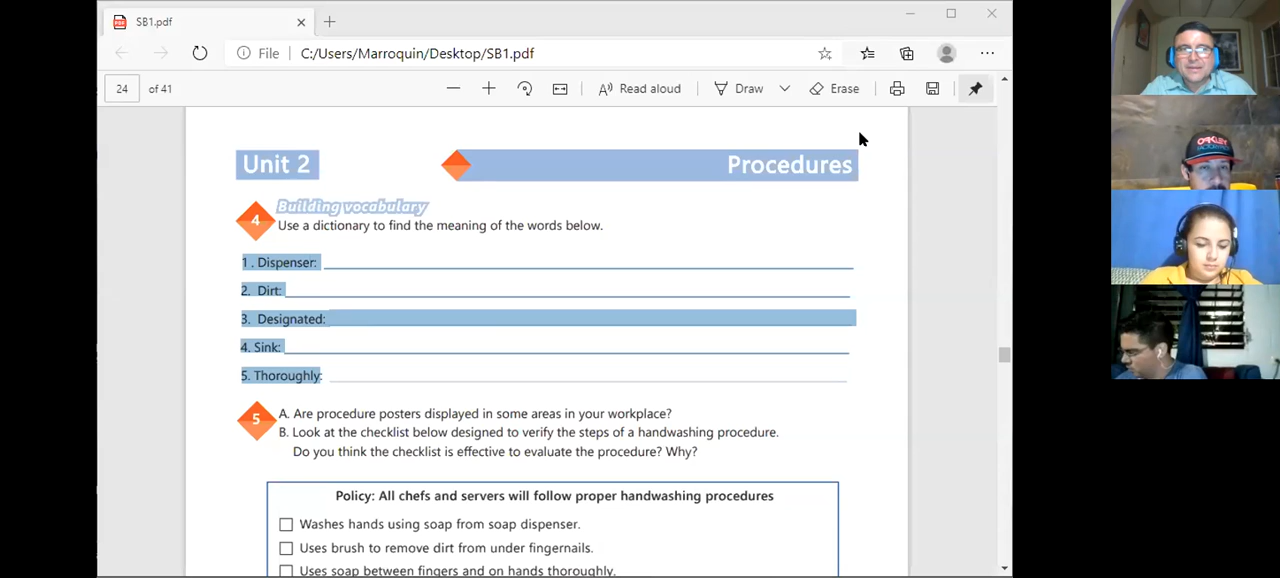 SB1.pdf
File C:/Users/Marroquin/Desktop/SB1.pdf
24 of 41 Read aloud Draw Erase
Unit 2 Procedures
4 Building vocabulary
Use a dictionary to find the meaning of the words below.
1 . Dispenser:
2. Dirt:
3. Designated:
4. Sink:
5. Thoroughly:
5 A. Are procedure posters displayed in some areas in your workplace?
B. Look at the checklist below designed to verify the steps of a handwashing procedure.
Do you think the checklist is effective to evaluate the procedure? Why?
Policy: All chefs and servers will follow proper handwashing procedures
Washes hands using soap from soap dispenser.
Uses brush to remove dirt from under fingernails.
Uses soap between fingers and on hands thoroughly.
OAKLEY